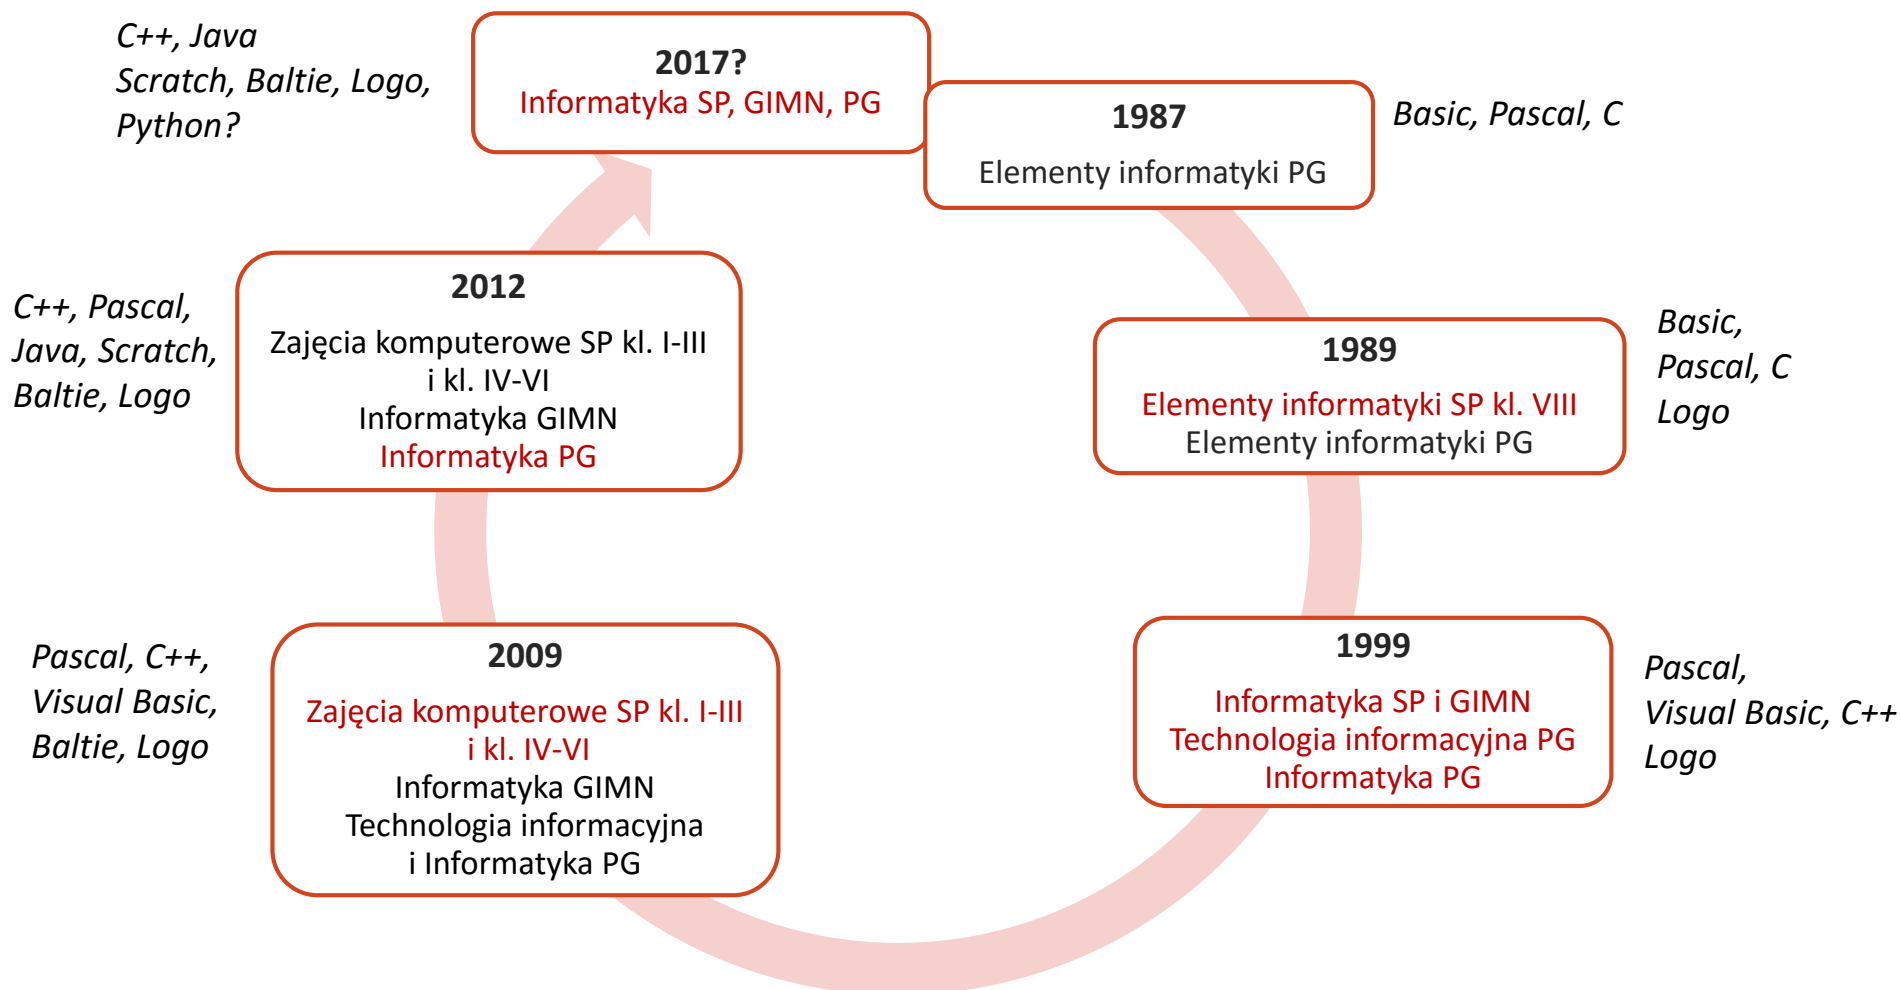 C++, Java
Scratch, Baltie, Logo,
Python?
2017?
Informatyka SP, GIMN, PG
1987
Elementy informatyki PG
Basic, Pascal, C
1989
Elementy informatyki SP kl. VIII
Elementy informatyki PG
Basic,
Pascal, C
Logo
1999
Informatyka SP i GIMN
Technologia informacyjna PG
Informatyka PG
Pascal,
Visual Basic, C++
Logo
2009
Zajęcia komputerowe SP kl. I-III
i kl. IV-VI
Informatyka GIMN
Technologia informacyjna
i Informatyka PG
Pascal, C++,
Visual Basic,
Baltie, Logo
2012
Zajęcia komputerowe SP kl. I-III
i kl. IV-VI
Informatyka GIMN
Informatyka PG
C++, Pascal,
Java, Scratch,
Baltie, Logo